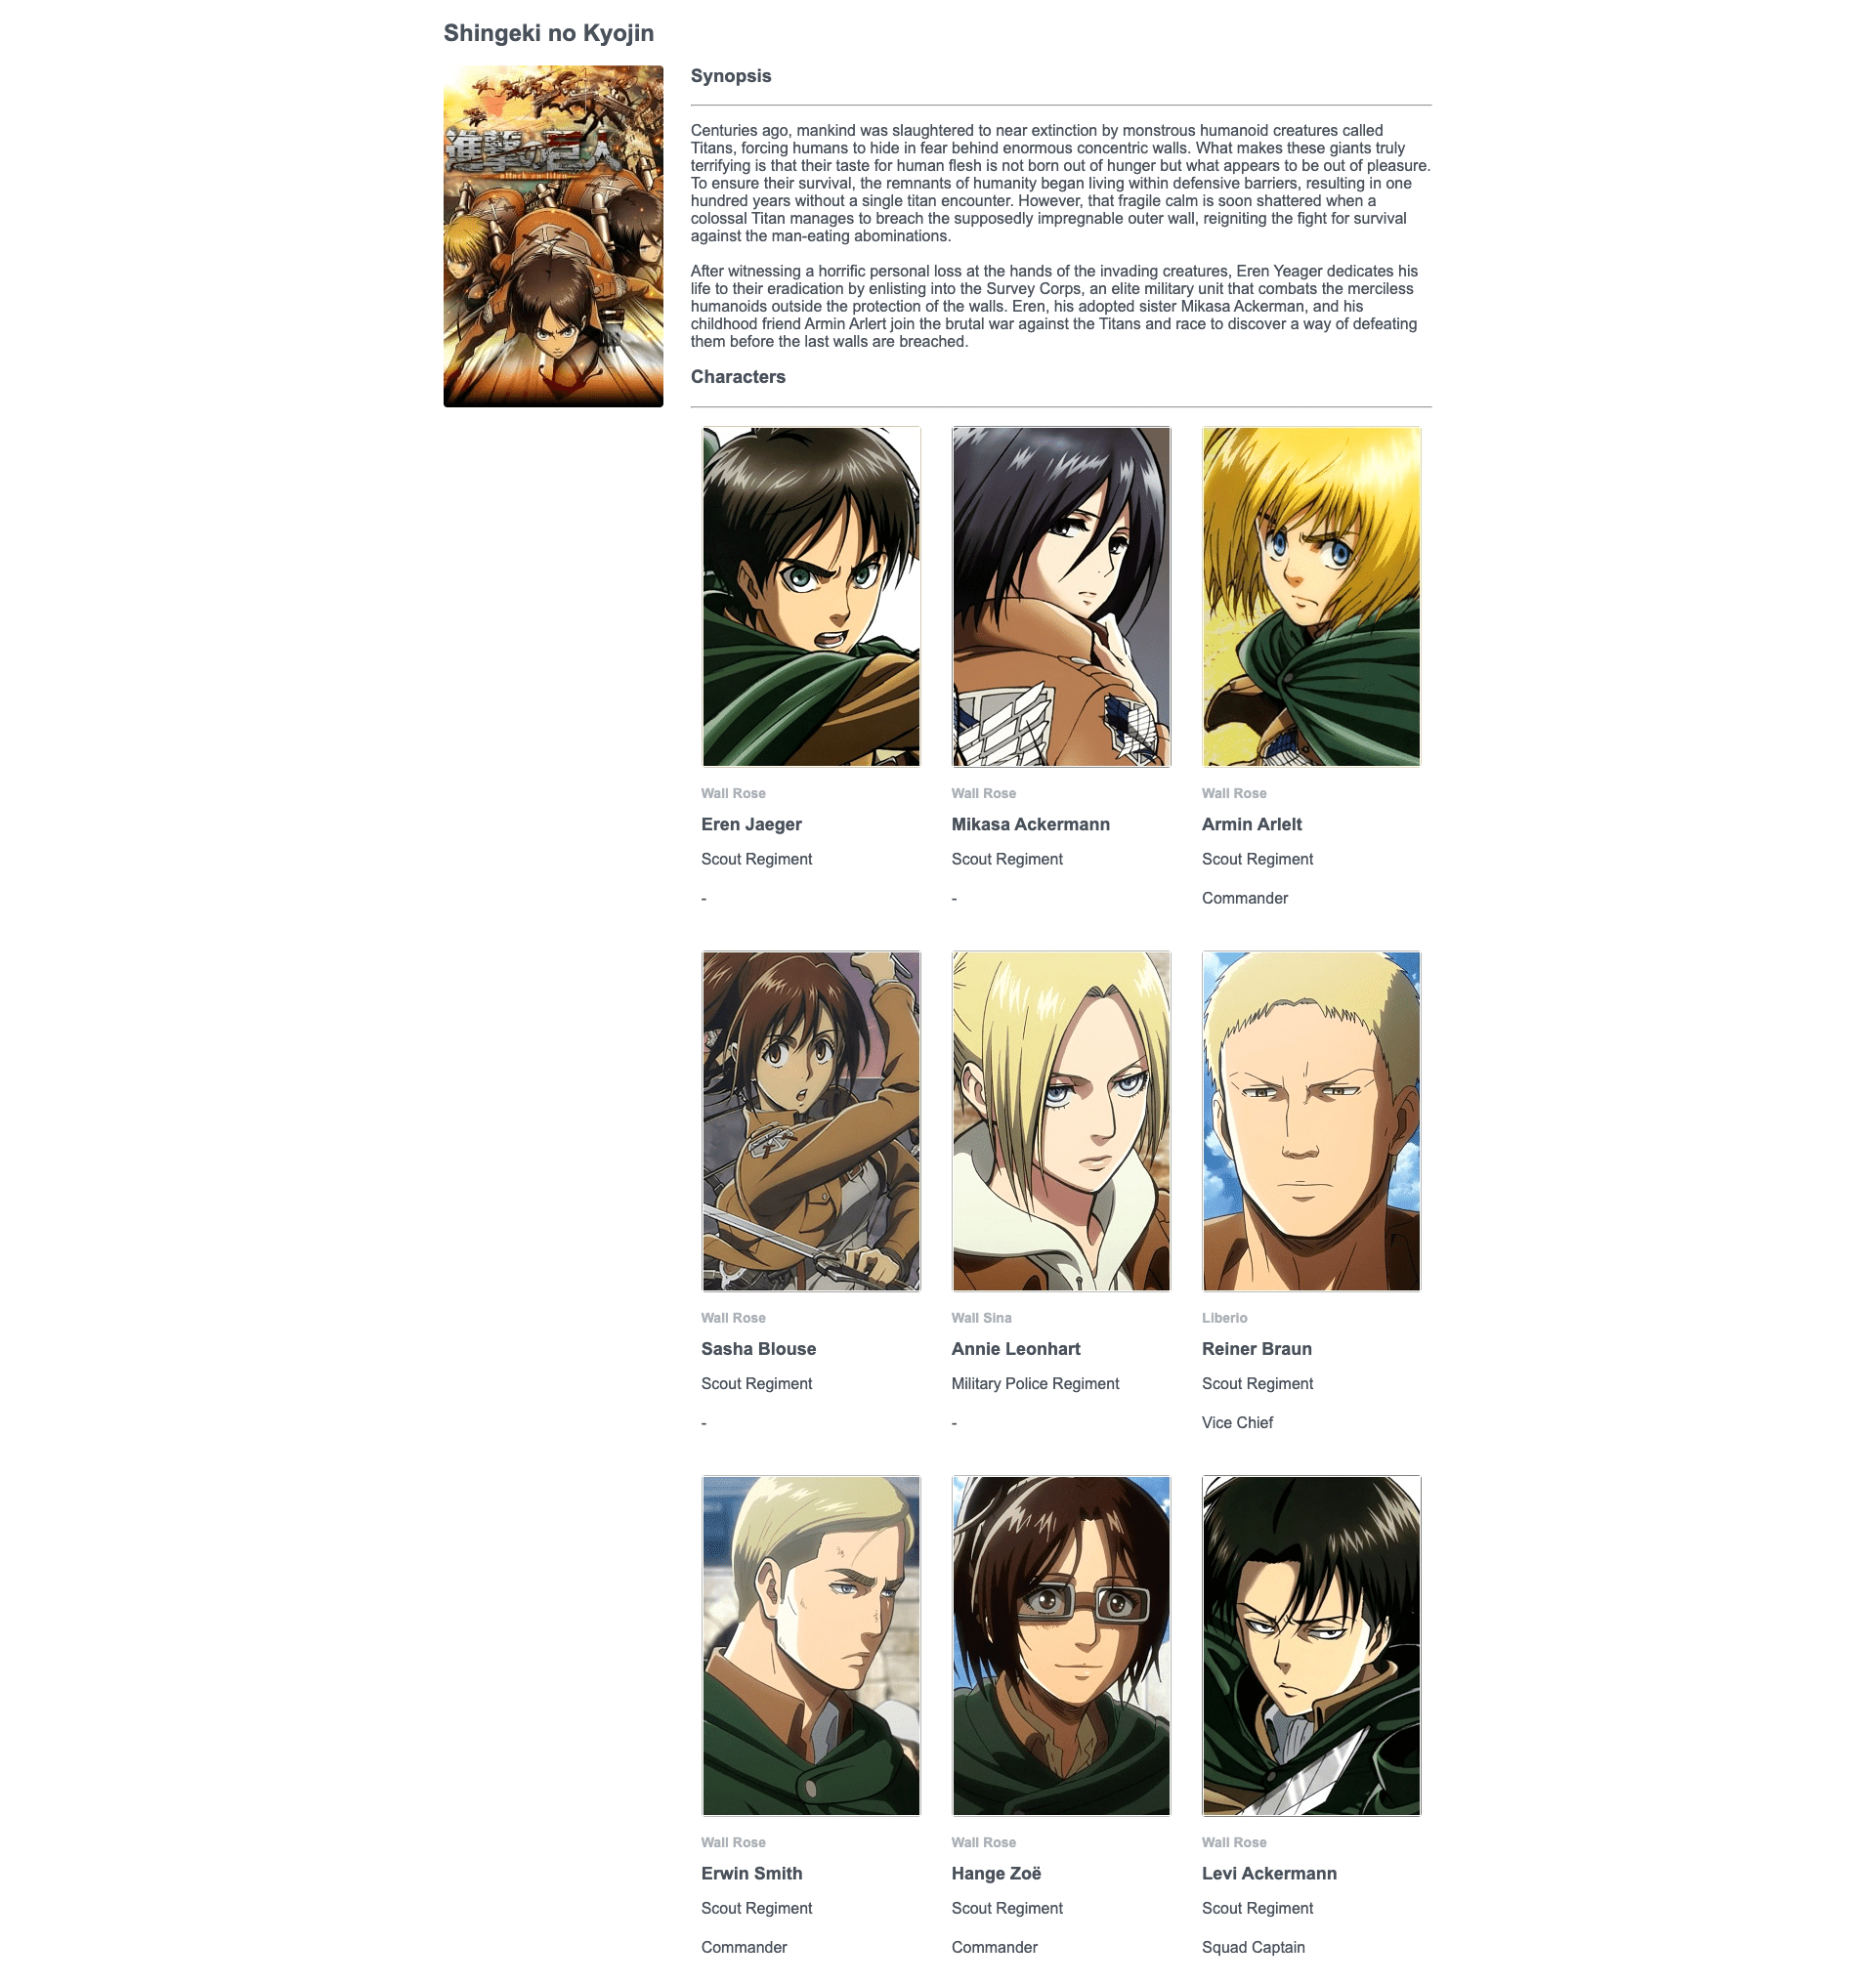 Shingeki no Kyojin
進撃の巨人
attack on titan
Synopsis
Centuries ago, mankind was slaughtered to near extinction by monstrous humanoid creatures called
Titans, forcing humans to hide in fear behind enormous concentric walls. What makes these giants truly
terrifying is that their taste for human flesh is not born out of hunger but what appears to be out of pleasure.
To ensure their survival, the remnants of humanity began living within defensive barriers, resulting in one
hundred years without a single titan encounter. However, that fragile calm is soon shattered when a
colossal Titan manages to breach the supposedly impregnable outer wall, reigniting the fight for survival
against the man-eating abominations.
After witnessing a horrific personal loss at the hands of the invading creatures, Eren Yeager dedicates his
life to their eradication by enlisting into the Survey Corps, an elite military unit that combats the merciless
humanoids outside the protection of the walls. Eren, his adopted sister Mikasa Ackerman, and his
childhood friend Armin Arlert join the brutal war against the Titans and race to discover a way of defeating
them before the last walls are breached.
Characters
Wall Rose
Eren Jaeger
Scout Regiment
-
Wall Rose
Mikasa Ackermann
Scout Regiment
-
Wall Rose
Armin Arlelt
Scout Regiment
Commander
Wall Rose
Sasha Blouse
Scout Regiment
-
Wall Sina
Annie Leonhart
Military Police Regiment
-
Liberio
Reiner Braun
Scout Regiment
Vice Chief
Wall Rose
Erwin Smith
Scout Regiment
Commander
Wall Rose
Hange Zoë
Scout Regiment
Commander
Wall Rose
Levi Ackermann
Scout Regiment
Squad Captain